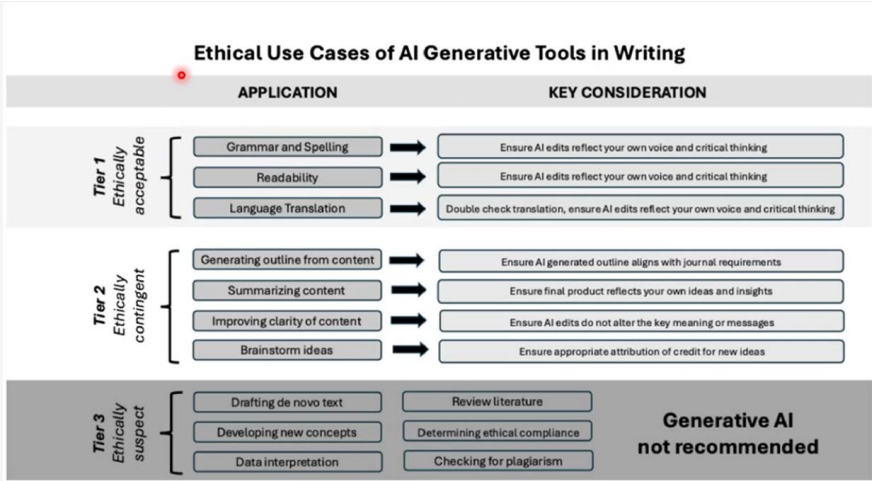 Ethical Use Cases of AI Generative Tools in Writing
APPLICATION KEY CONSIDERATION
Tier 1
Ethically
acceptable
Grammar and Spelling Ensure AI edits reflect your own voice and critical thinking
Readability Ensure AI edits reflect your own voice and critical thinking
Language Translation Double check translation, ensure AI edits reflect your own voice and critical thinking
Tier 2
Ethically
contingent
Generating outline from content Ensure AI generated outline aligns with journal requirements
Summarizing content Ensure final product reflects your own ideas and insights
Improving clarity of content Ensure AI edits do not alter the key meaning or messages
Brainstorm ideas Ensure appropriate attribution of credit for new ideas
Tier 3
Ethically
suspect
Drafting de novo text Review literature
Developing new concepts Determining ethical compliance
Data interpretation Checking for plagiarism
Generative AI
not recommended